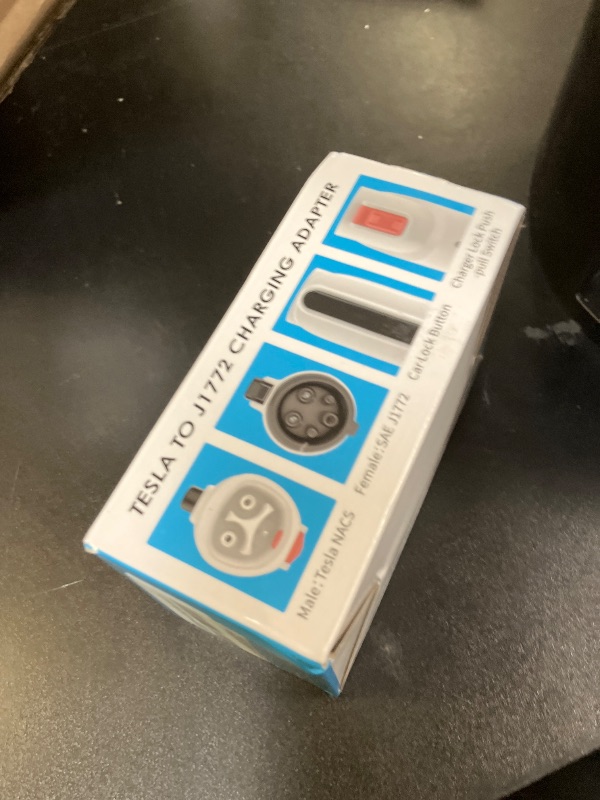 TESLA TO J1772 CHARGING ADAPTER
Male: Tesla NACS
Female: SAE J1772
Car Lock Button
Charger Lock Push
-pull Switch